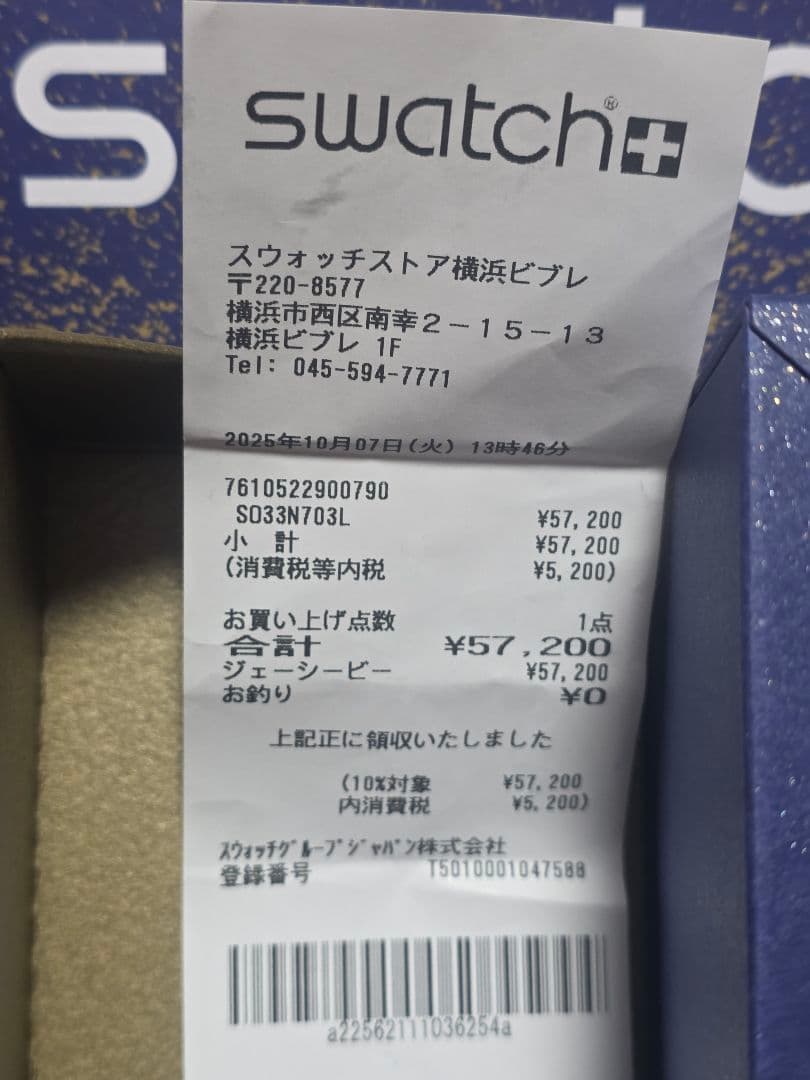 swatch®
スウォッチストア横浜ビブレ
〒220-8577
横浜市西区南幸２－１５－１３
横浜ビブレ 1F
Tel: 045-594-7771
2025年10月07日(火) 13時46分
7610522900790
SO33N703L ¥57,200
小 計 ¥57,200
(消費税等内税 ¥5,200)
お買い上げ点数 1点
合計 ¥57,200
ジェーシービー ¥57,200
お釣り ¥0
上記正に領収いたしました
(10%対象 ¥57,200
内消費税 ¥5,200)
ｽｳｫｯﾁｸﾞﾙｰﾌﾟｼﾞｬﾊﾟﾝ株式会社
登録番号 T5010001047588
a22562111036254a